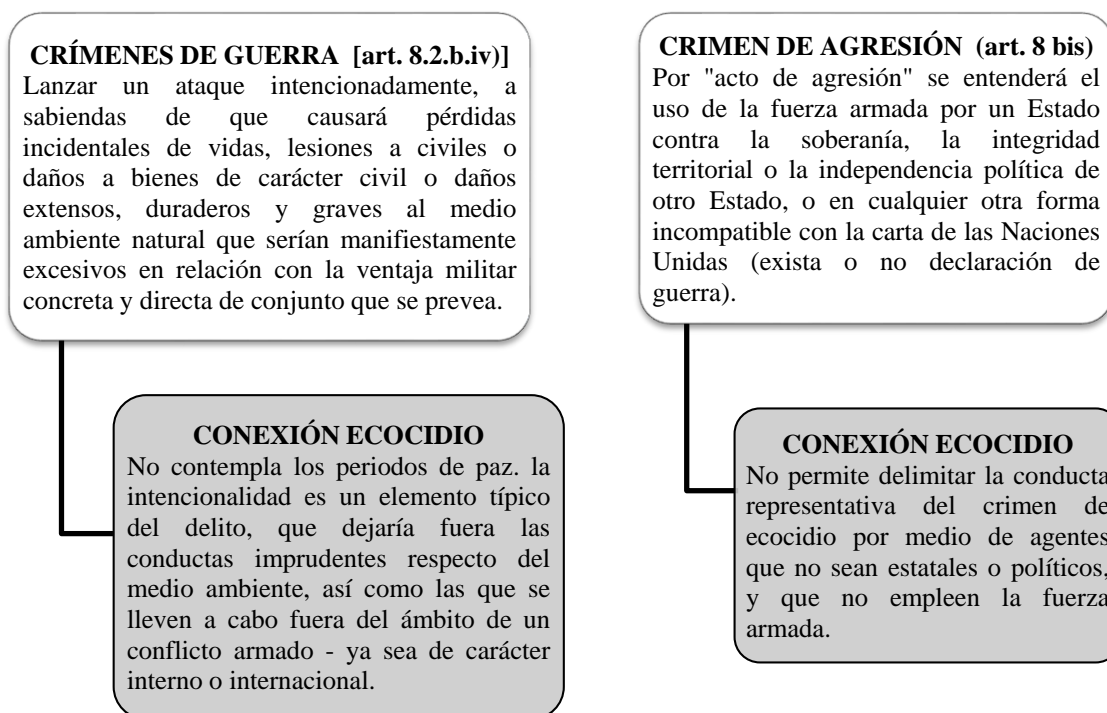 CRÍMENES DE GUERRA [art. 8.2.b.iv)]
Lanzar un ataque intencionadamente, a
sabiendas de que causará pérdidas
incidentales de vidas, lesiones a civiles o
daños a bienes de carácter civil o daños
extensos, duraderos y graves al medio
ambiente natural que serían manifiestamente
excesivos en relación con la ventaja militar
concreta y directa de conjunto que se prevea.
CONEXIÓN ECOCIDIO
No contempla los periodos de paz. la
intencionalidad es un elemento típico
del delito, que dejaría fuera las
conductas imprudentes respecto del
medio ambiente, así como las que se
lleven a cabo fuera del ámbito de un
conflicto armado - ya sea de carácter
interno o internacional.
CRIMEN DE AGRESIÓN (art. 8 bis)
Por "acto de agresión" se entenderá el
uso de la fuerza armada por un Estado
contra la soberanía, la integridad
territorial o la independencia política de
otro Estado, o en cualquier otra forma
incompatible con la carta de las Naciones
Unidas (exista o no declaración de
guerra).
CONEXIÓN ECOCIDIO
No permite delimitar la conducta
representativa del crimen de
ecocidio por medio de agentes
que no sean estatales o políticos,
y que no empleen la fuerza
armada.